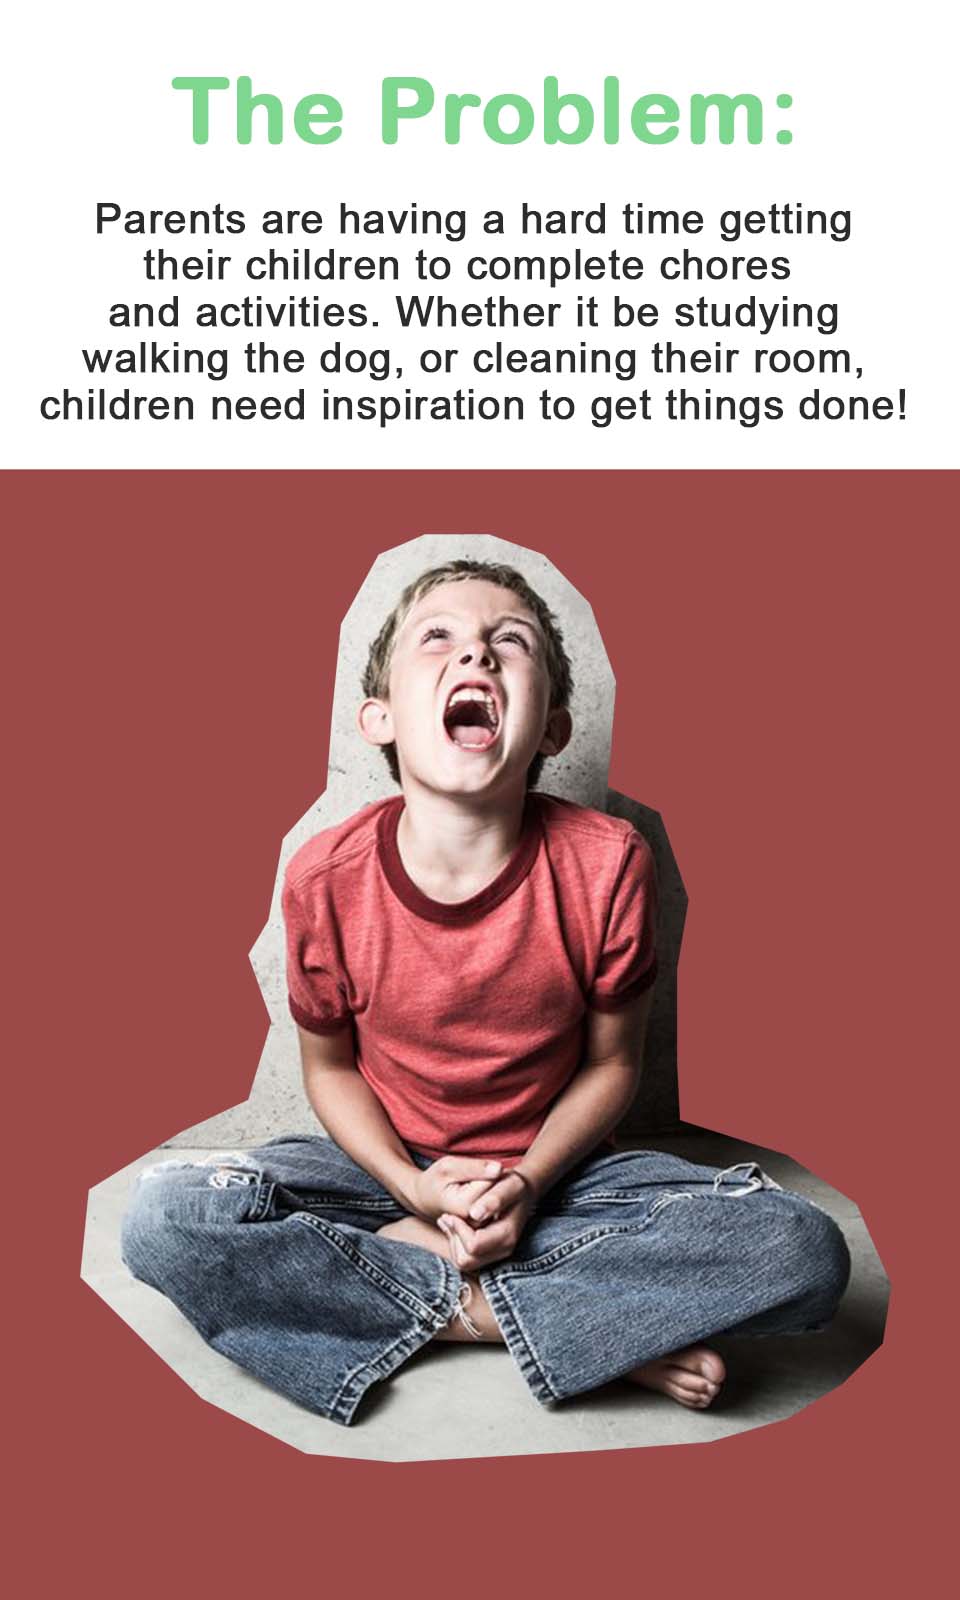 The Problem:
Parents are having a hard time getting
their children to complete chores
and activities. Whether it be studying
walking the dog, or cleaning their room,
children need inspiration to get things done!